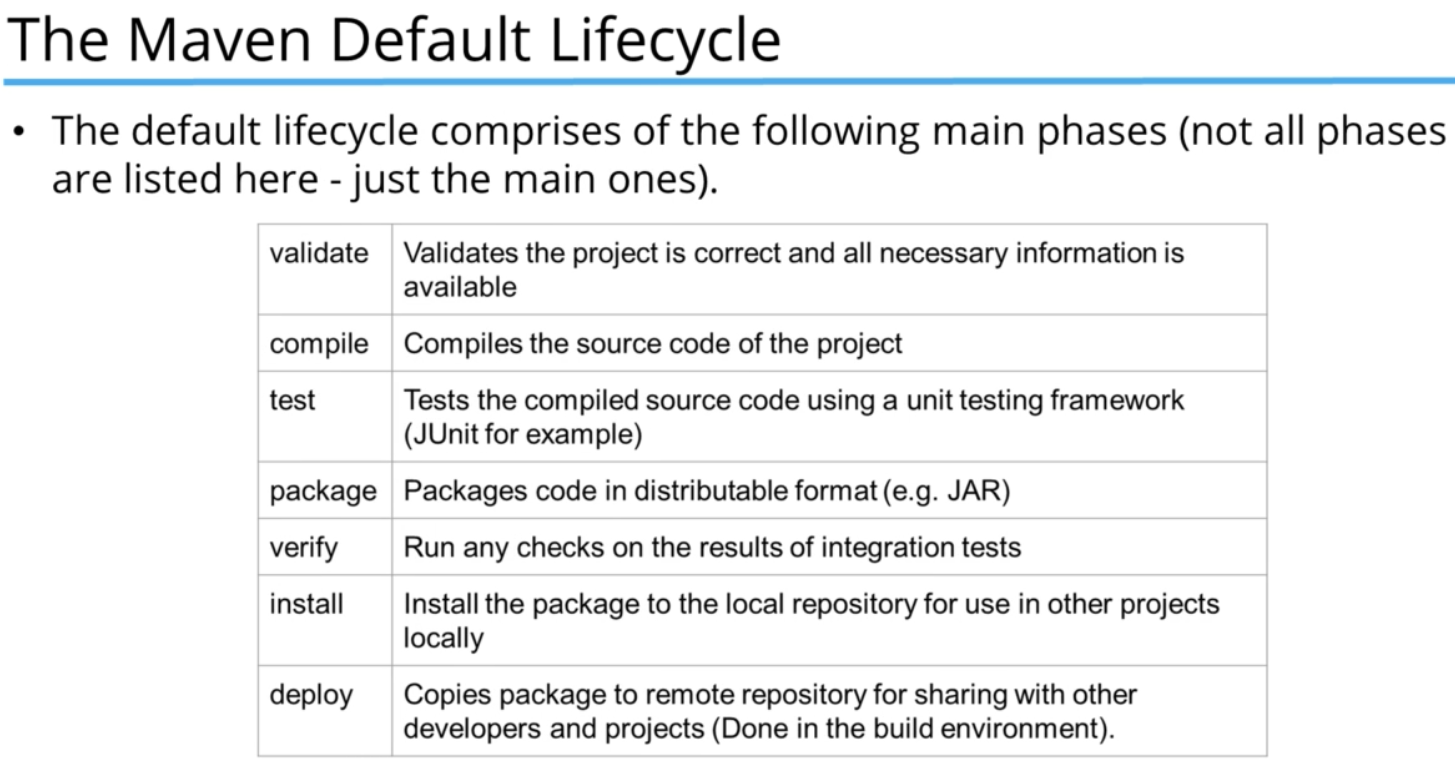 The Maven Default Lifecycle
• The default lifecycle comprises of the following main phases (not all phases
are listed here - just the main ones).
validate Validates the project is correct and all necessary information is
available
compile Compiles the source code of the project
test Tests the compiled source code using a unit testing framework
(JUnit for example)
package Packages code in distributable format (e.g. JAR)
verify Run any checks on the results of integration tests
install Install the package to the local repository for use in other projects
locally
deploy Copies package to remote repository for sharing with other
developers and projects (Done in the build environment).